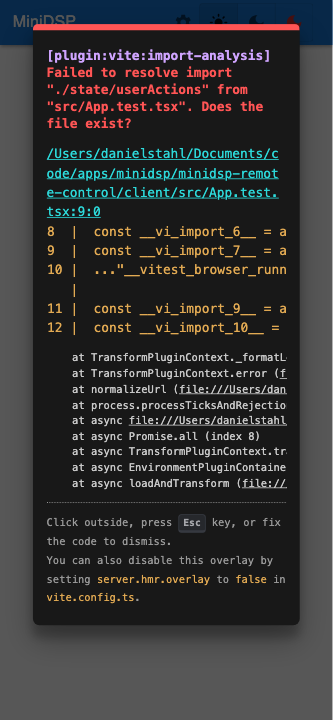 MiniDSP
[plugin:vite:import-analysis]
Failed to resolve import
"./state/userActions" from
"src/App.test.tsx". Does the
file exist?
/Users/danielstahl/Documents/c
ode/apps/minidsp/minidsp-remot
e-control/client/src/App.test.
tsx:9:0
8  |  const __vi_import_6__ = a
9  |  const __vi_import_7__ = a
10 |  ..."__vitest_browser_runn
|
11 |  const __vi_import_9__ = a
12 |  const __vi_import_10__ =
at TransformPluginContext._formatL
at TransformPluginContext.error (f
at normalizeUrl (file:///Users/dan
at process.processTicksAndRejectio
at async file:///Users/danielstahl
at async Promise.all (index 8)
at async TransformPluginContext.tr
at async EnvironmentPluginContaine
at async loadAndTransform (file://
Click outside, press Esc key, or fix
the code to dismiss.
You can also disable this overlay by
setting server.hmr.overlay to false in
vite.config.ts.